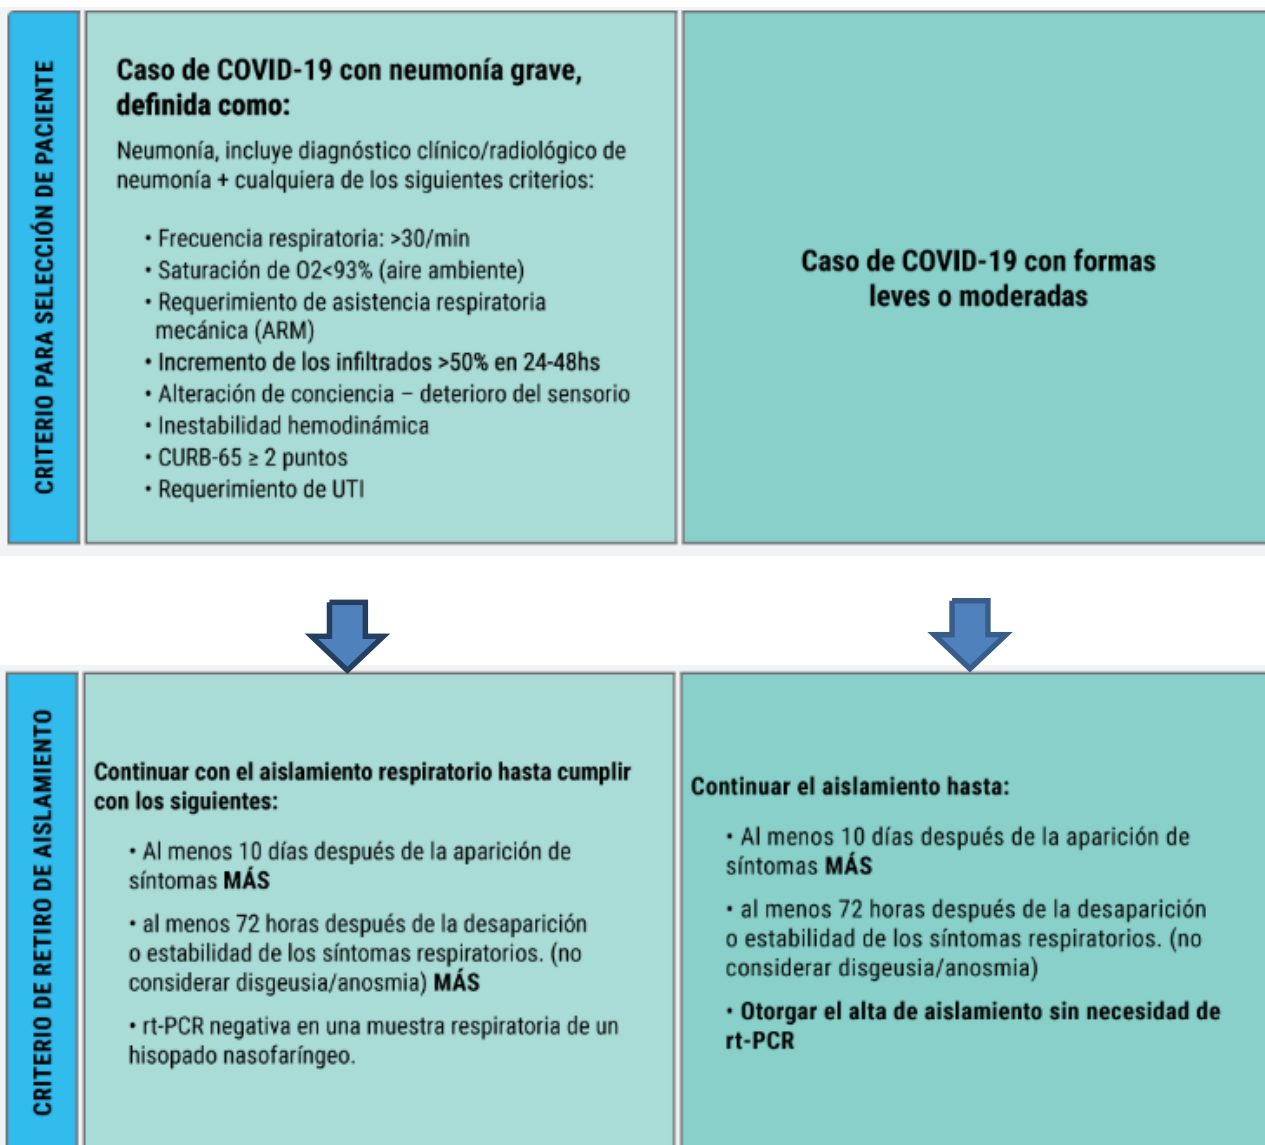 CRITERIO PARA SELECCIÓN DE PACIENTE
Caso de COVID-19 con neumonía grave,
definida como:
Neumonía, incluye diagnóstico clínico/radiológico de
neumonía + cualquiera de los siguientes criterios:
• Frecuencia respiratoria: >30/min
• Saturación de O2<93% (aire ambiente)
• Requerimiento de asistencia respiratoria
mecánica (ARM)
• Incremento de los infiltrados >50% en 24-48hs
• Alteración de conciencia – deterioro del sensorio
• Inestabilidad hemodinámica
• CURB-65 ≥ 2 puntos
• Requerimiento de UTI
Caso de COVID-19 con formas
leves o moderadas
CRITERIO DE RETIRO DE AISLAMIENTO
Continuar con el aislamiento respiratorio hasta cumplir
con los siguientes:
• Al menos 10 días después de la aparición de
síntomas MÁS
• al menos 72 horas después de la desaparición
o estabilidad de los síntomas respiratorios. (no
considerar disgeusia/anosmia) MÁS
• rt-PCR negativa en una muestra respiratoria de un
hisopado nasofaríngeo.
Continuar el aislamiento hasta:
• Al menos 10 días después de la aparición de
síntomas MÁS
• al menos 72 horas después de la desaparición
o estabilidad de los síntomas respiratorios. (no
considerar disgeusia/anosmia)
• Otorgar el alta de aislamiento sin necesidad de
rt-PCR